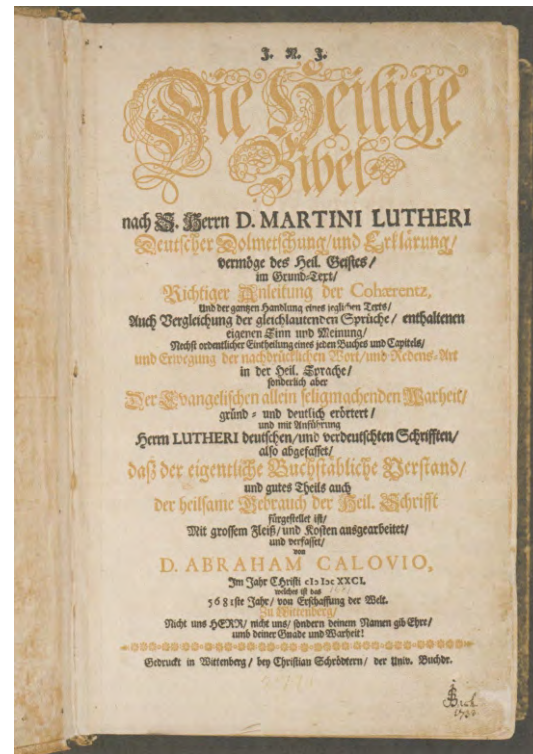 J. N. J.
Die Heilige
Bibel
nach S. Herrn D. MARTINI LUTHERI
Deutscher Dolmetschung/und Erklärung/
vermöge des Heil. Geistes/
im Grund-Text/
Richtiger Anleitung der Cohærentz,
Und der gantzen Handlung eines jeglichen Texts/
Auch Vergleichung der gleichlautenden Sprüche/ enthaltenen
eigenen Sinn und Meinung/
Nechst ordentlicher Eintheilung eines jeden Buches und Capitels/
und Erwegung der nachdrücklichen Wort/und Redens-Art
in der Heil. Sprache/
sonderlich aber
Der Evangelischen allein seligmachenden Warheit/
gründ- und deutlich erörtert/
und mit Anführung
Herrn LUTHERI deutschen/und verdeutschten Schrifften/
also abgefasset/
daß der eigentliche Buchstäbliche Verstand/
und gutes Theils auch
der heilsame Gebrauch der Heil. Schrifft
fürgestellet ist/
Mit grossem Fleiß/ und Kosten ausgearbeitet/
und verfasset/
von
D. ABRAHAM CALOVIO,
Im Jahr CHristi cIɔ Iɔc XXCI.
welches ist das
5681ste Jahr/ von Erschaffung der Welt.
Zu Wittenberg/
Nicht uns HERR/ nicht uns/ sondern deinem Namen gib Ehre/
umb deiner Gnade und Warheit!
Gedruckt in Wittenberg/ bey Christian Schrödtern/ der Univ. Buchdr.
JSBach
1733